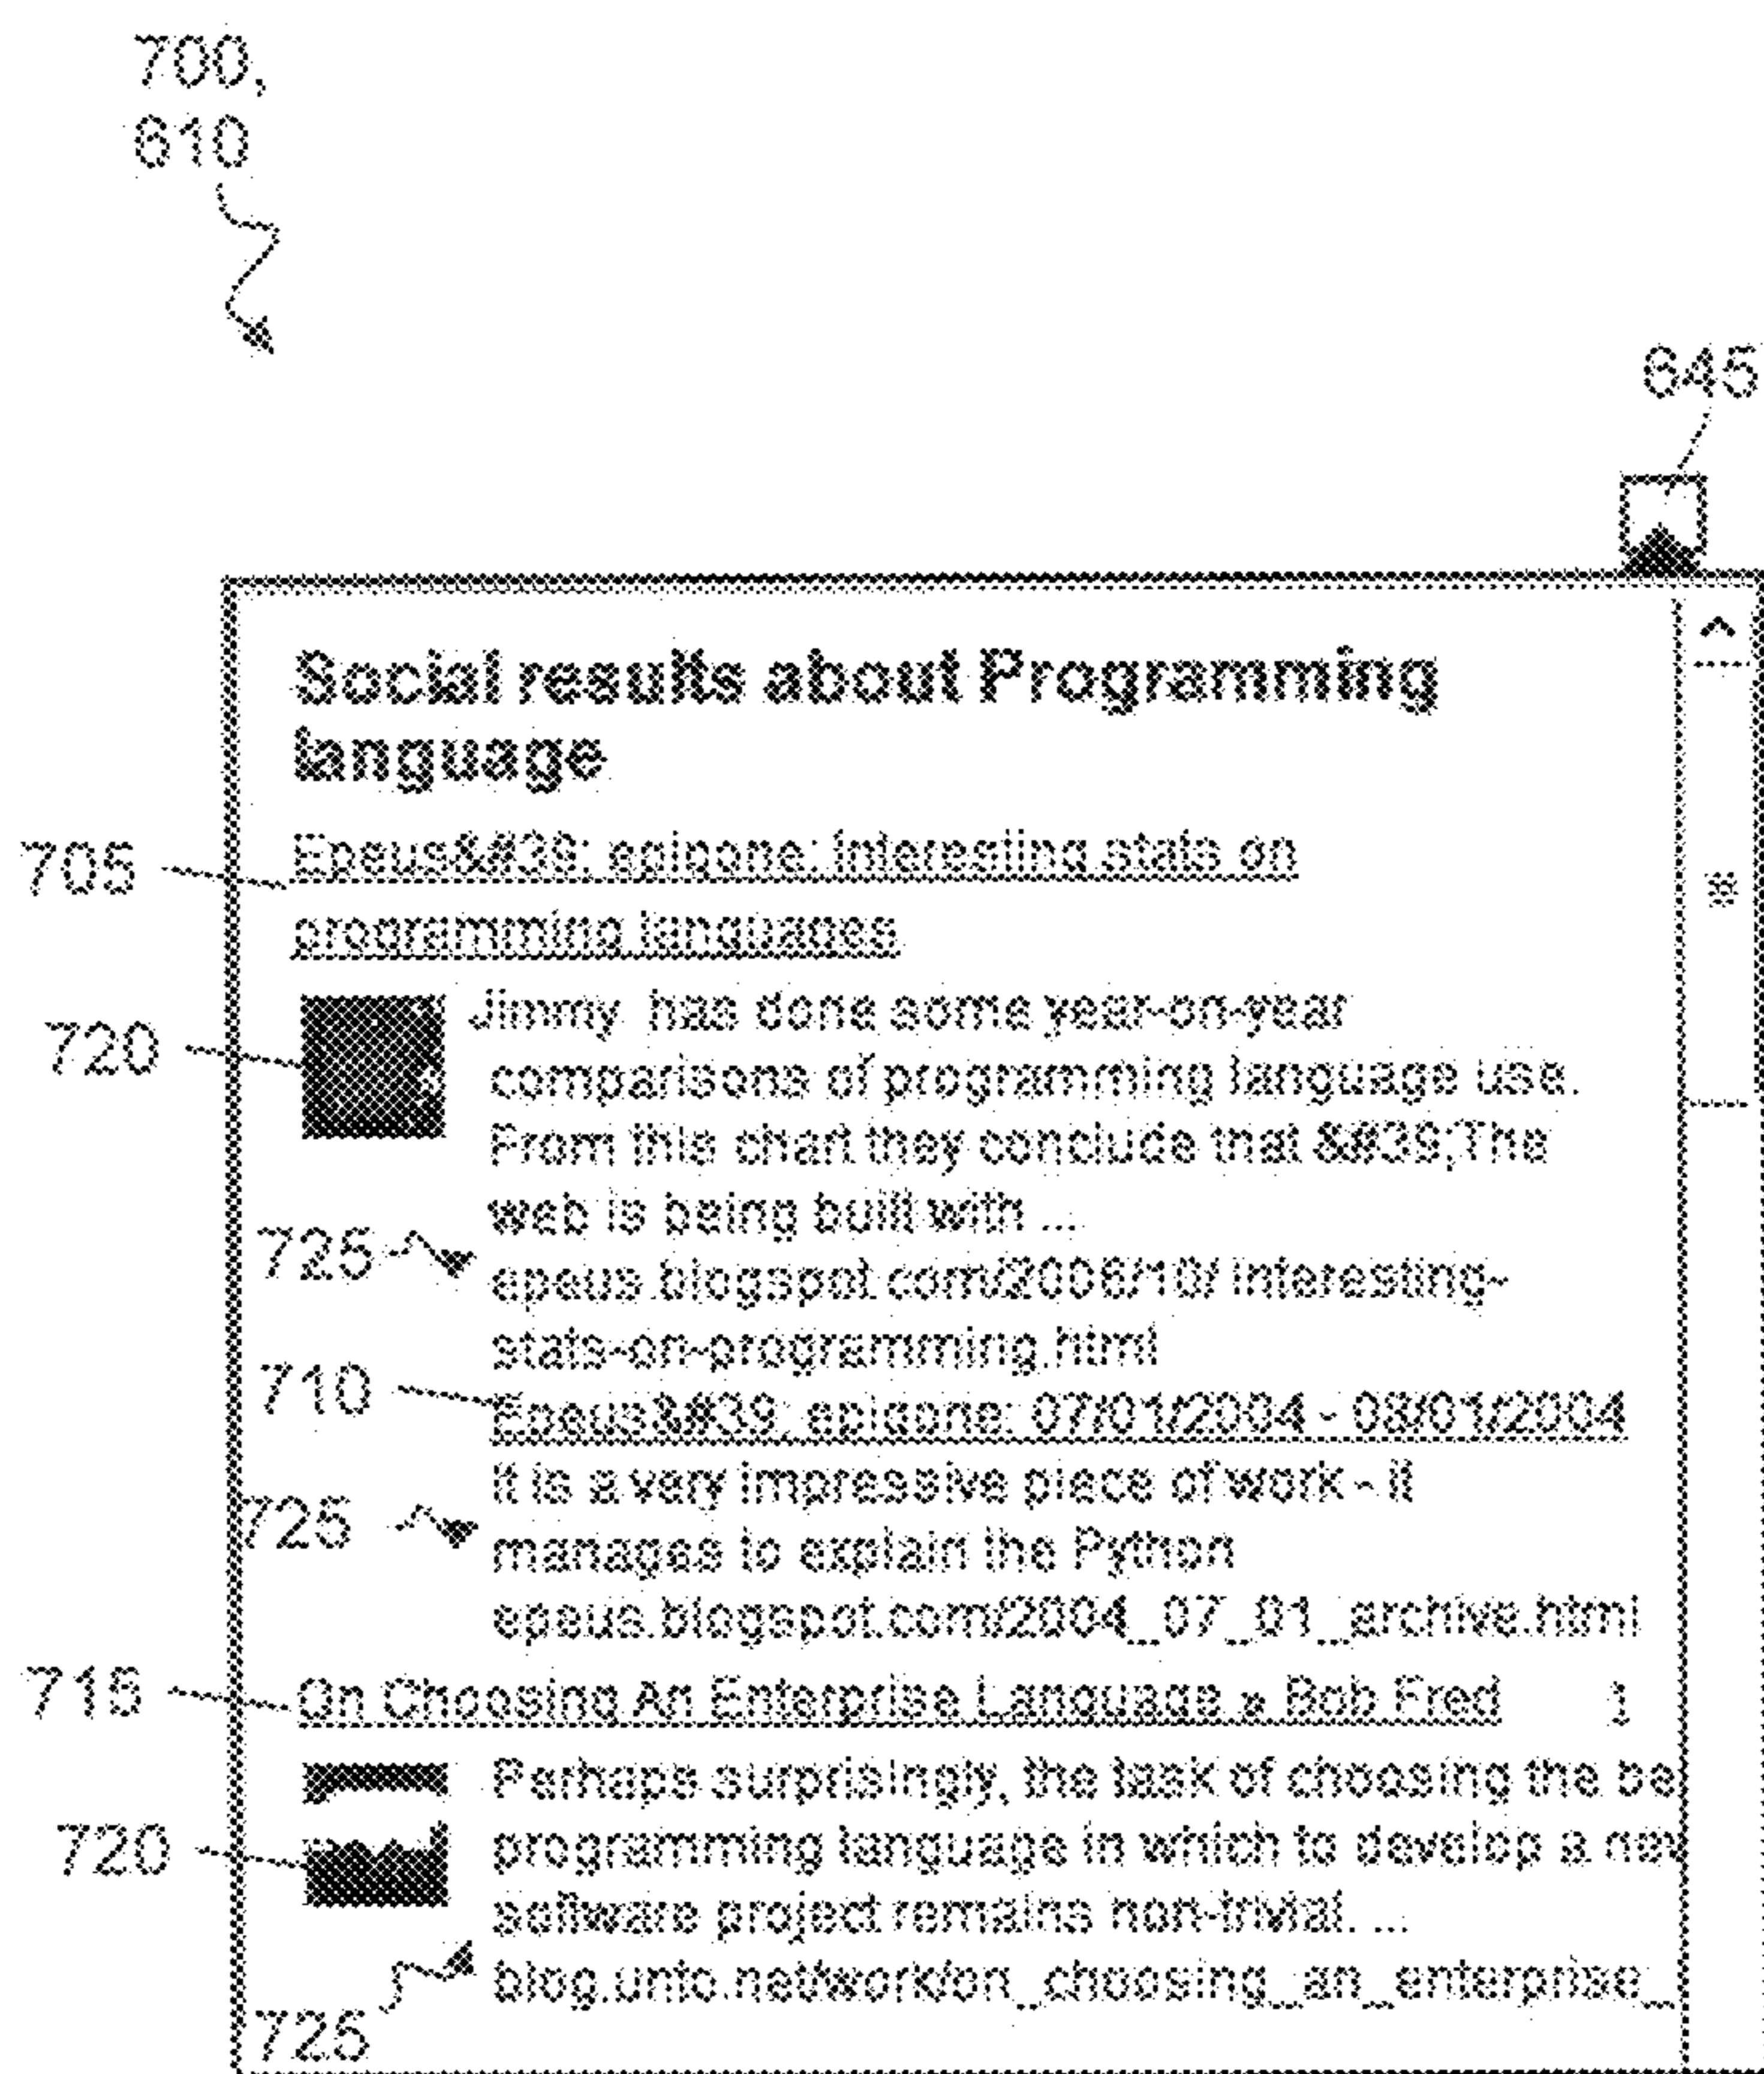 700,
610
645
Social results about Programming
language
705
Epeus&#39; epigone: Interesting stats on
programming languages
720
Jimmy has done some year-on-year
comparisons of programming language use.
From this chart they conclude that &#39;The
web is being built with ...
725
epeus.blogspot.com/2006/10/ interesting-
stats-on-programming.html
710
Epeus&#39; epigone: 07/01/2004 - 08/01/2004
It is a very impressive piece of work - it
725
manages to explain the Python
epeus.blogspot.com/2004_07_01_archive.html
715
On Choosing An Enterprise Language » Bob Fred 1
Perhaps surprisingly, the task of choosing the be
720
programming language in which to develop a new
software project remains non-trivial. ...
blog.unto.net/work/on_choosing_an_enterprise_
725